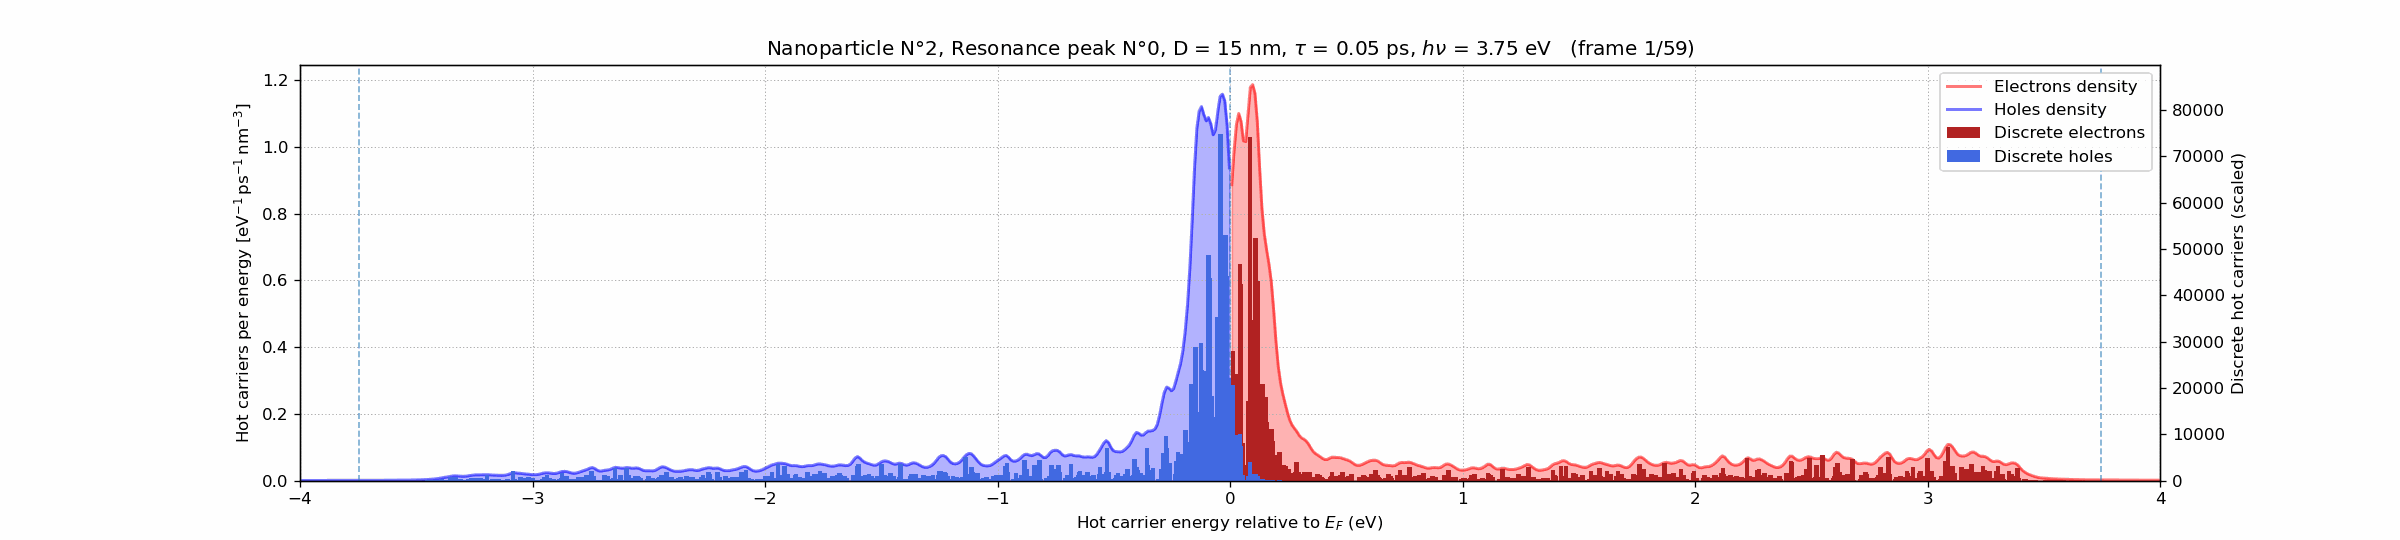 Nanoparticle N°2, Resonance peak N°0, D = 15 nm, τ = 0.05 ps, hν = 3.75 eV (frame 1/59)
Hot carriers per energy [eV⁻¹ ps⁻¹ nm⁻³]
1.2
1.0
0.8
0.6
0.4
0.2
0.0
Electrons density
Holes density
Discrete electrons
Discrete holes
80000
70000
60000
50000
40000
30000
20000
10000
0
Discrete hot carriers (scaled)
−4 −3 −2 −1 0 1 2 3 4
Hot carrier energy relative to E_F (eV)